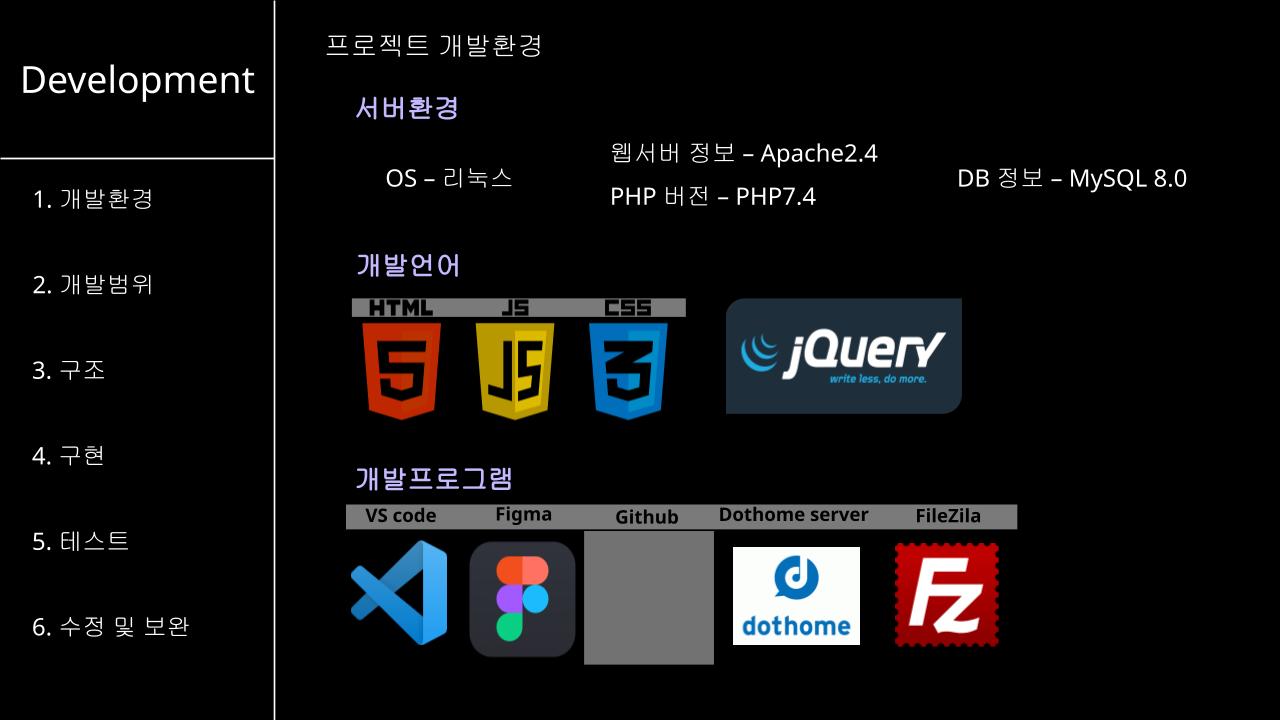 Development
1. 개발환경
2. 개발범위
3. 구조
4. 구현
5. 테스트
6. 수정 및 보완
프로젝트 개발환경
서버환경
OS – 리눅스
웹서버 정보 – Apache2.4
PHP 버전 – PHP7.4
DB 정보 – MySQL 8.0
개발언어
HTML JS CSS
5 JS 3
jQuery
write less, do more.
개발프로그램
VS code Figma Github Dothome server FileZila
d
dothome
Fz